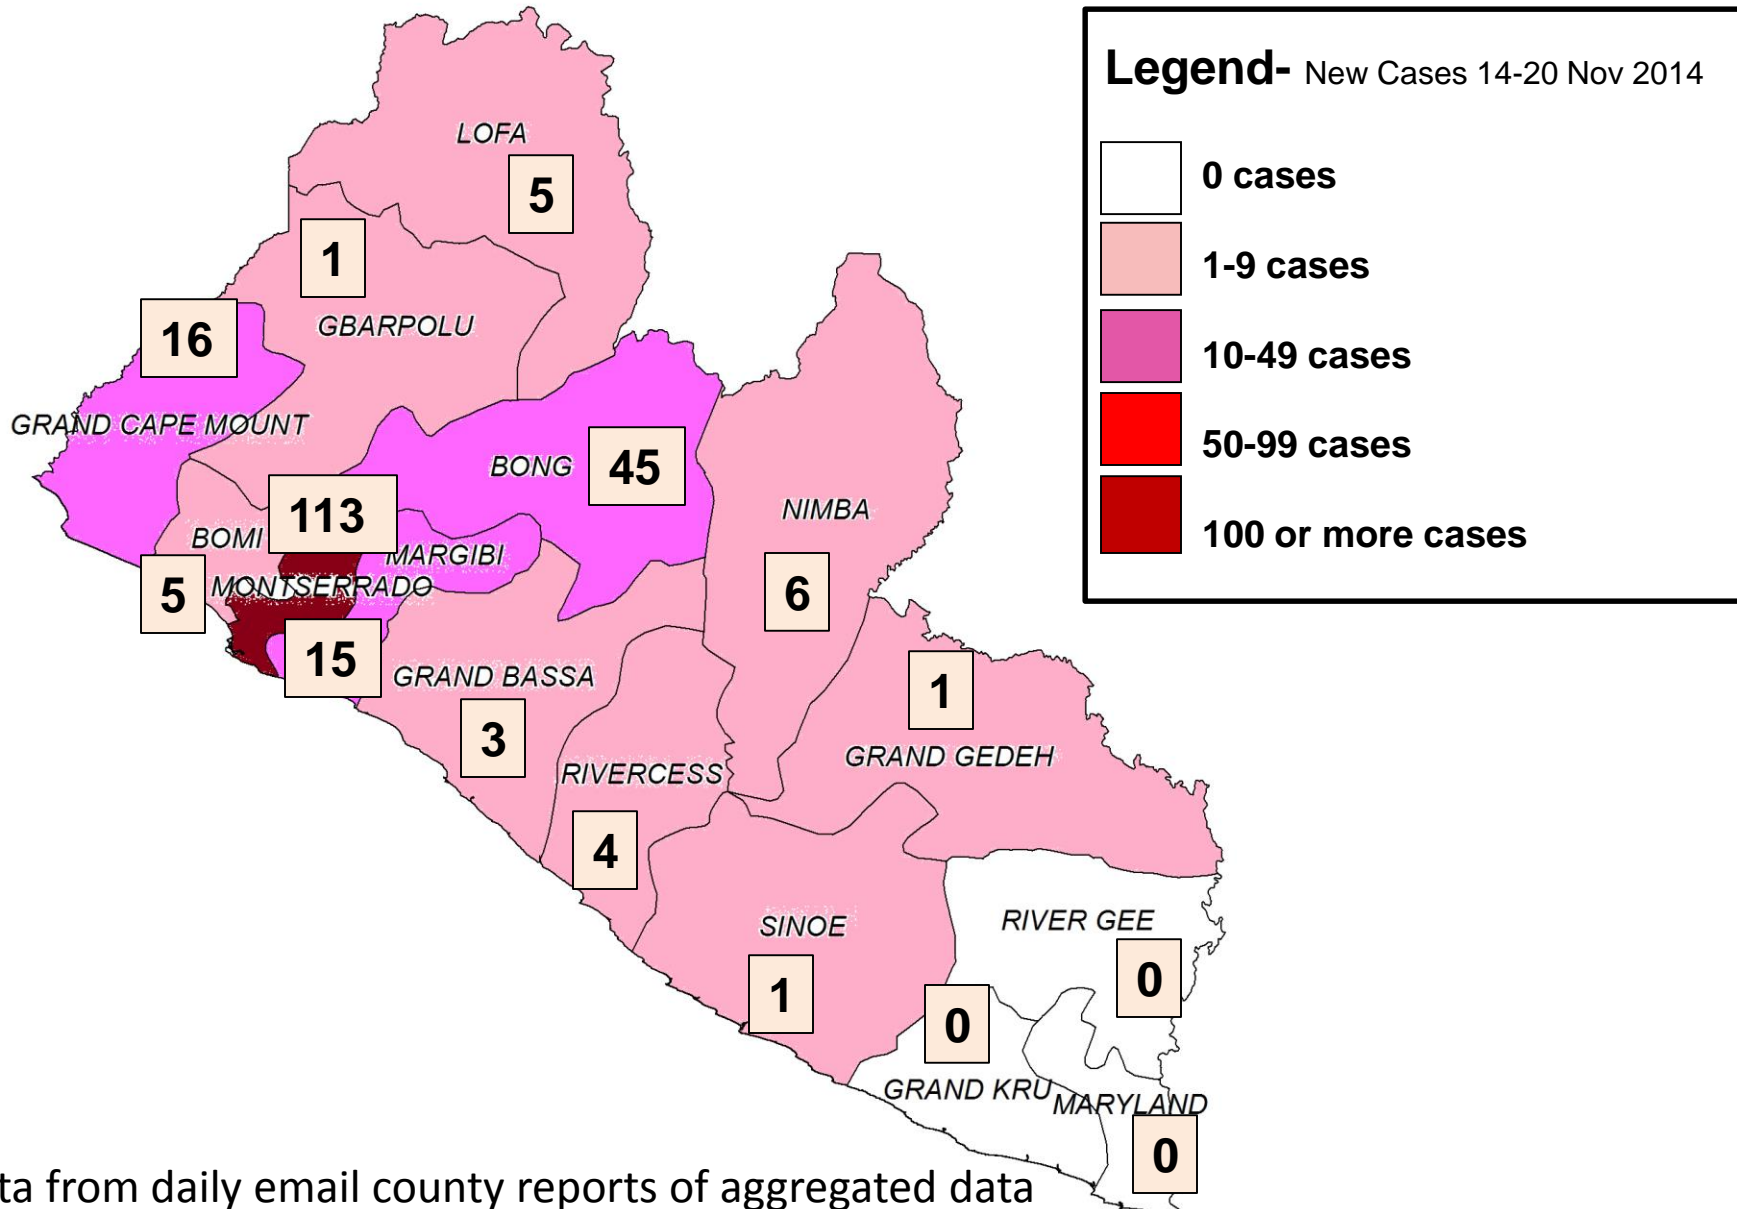 Legend- New Cases 14-20 Nov 2014
0 cases
1-9 cases
10-49 cases
50-99 cases
100 or more cases
LOFA
5
1
GBARPOLU
16
GRAND CAPE MOUNT
BONG
45
113
NIMBA
BOMI
MARGIBI
MONTSERRADO
5
6
15
GRAND BASSA
1
3
GRAND GEDEH
RIVERCESS
4
SINOE
RIVER GEE
1
0
0
GRAND KRU
MARYLAND
0
ta from daily email county reports of aggregated data